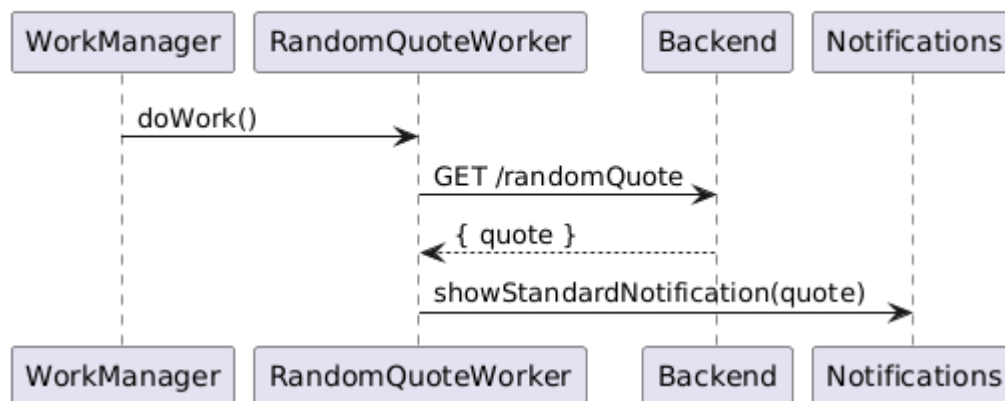 WorkManager RandomQuoteWorker Backend Notifications
doWork()
GET /randomQuote
{ quote }
showStandardNotification(quote)
WorkManager RandomQuoteWorker Backend Notifications